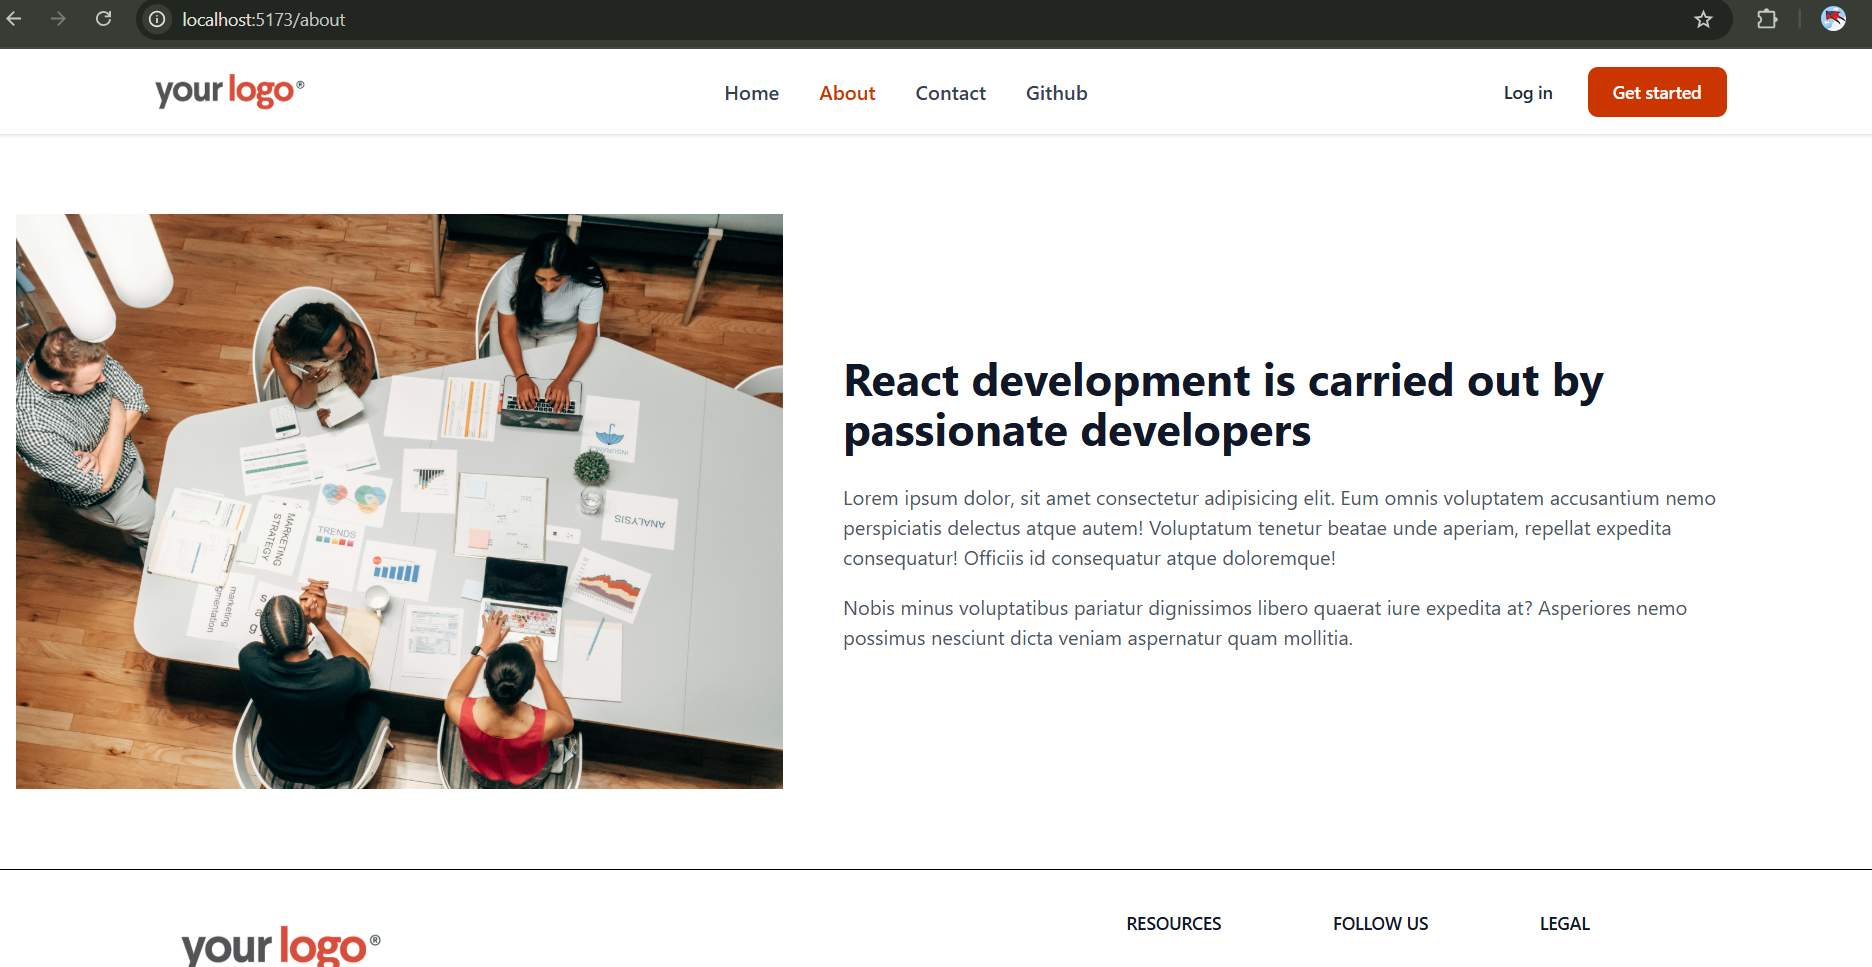 localhost:5173/about
your logo®
Home
About
Contact
Github
Log in
Get started
MARKETING
STRATEGY
TRENDS
ANALYSIS
marketing
React development is carried out by
passionate developers
Lorem ipsum dolor, sit amet consectetur adipisicing elit. Eum omnis voluptatem accusantium nemo
perspiciatis delectus atque autem! Voluptatum tenetur beatae unde aperiam, repellat expedita
consequatur! Officiis id consequatur atque doloremque!
Nobis minus voluptatibus pariatur dignissimos libero quaerat iure expedita at? Asperiores nemo
possimus nesciunt dicta veniam aspernatur quam mollitia.
your logo®
RESOURCES
FOLLOW US
LEGAL